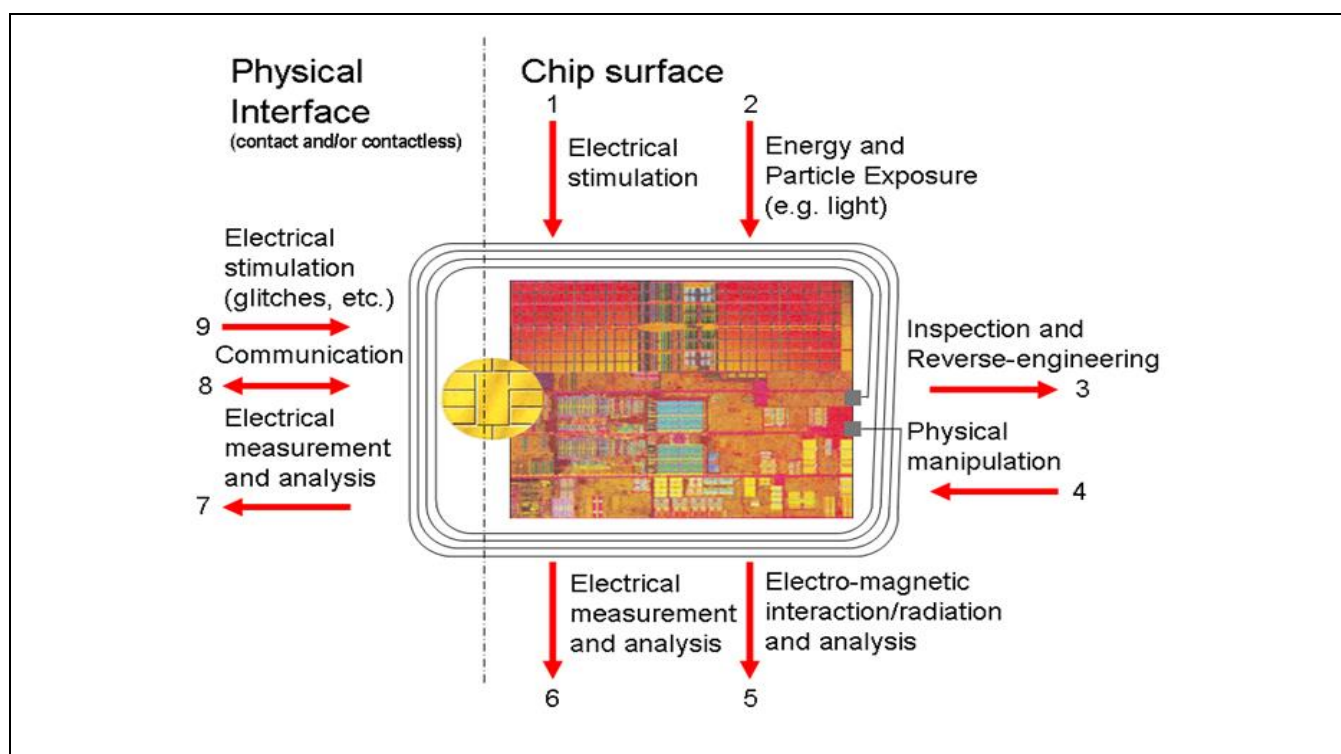 Physical
Interface
(contact and/or contactless)
Chip surface
1
Electrical
stimulation
2
Energy and
Particle Exposure
(e.g. light)
Electrical
stimulation
(glitches, etc.)
9
Communication
8
Electrical
measurement
and analysis
7
Inspection and
Reverse-engineering
3
Physical
manipulation
4
Electrical
measurement
and analysis
6
Electro-magnetic
interaction/radiation
and analysis
5